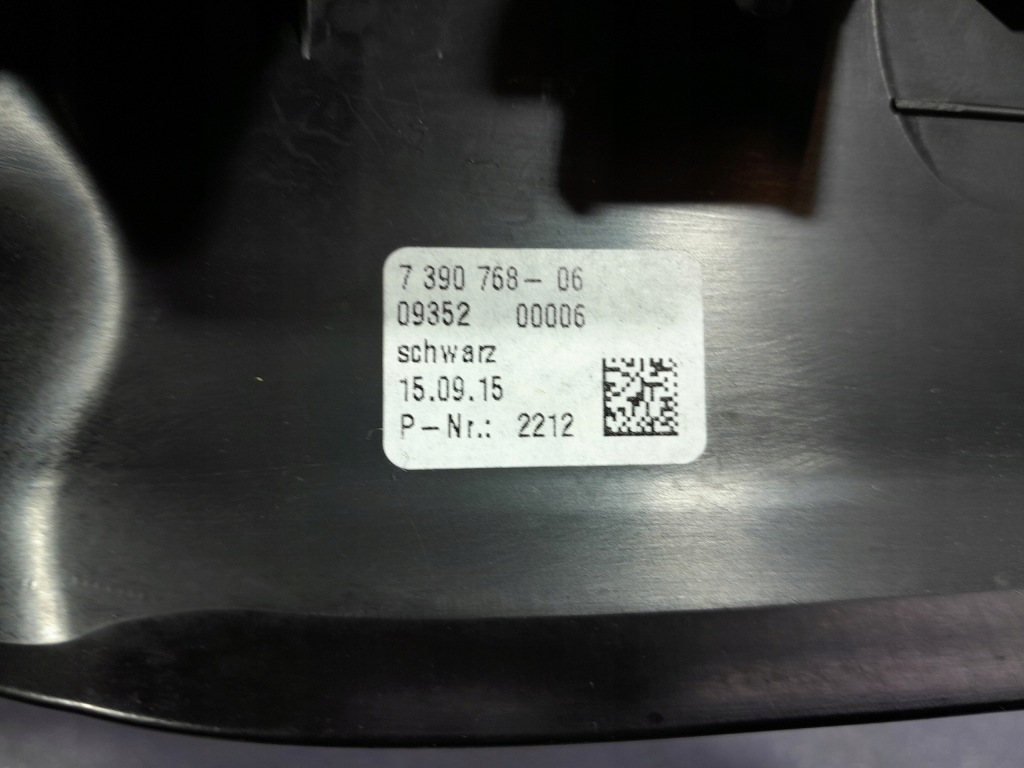 7 390 768- 06
09352 00006
schwarz
15.09.15
P-Nr.: 2212